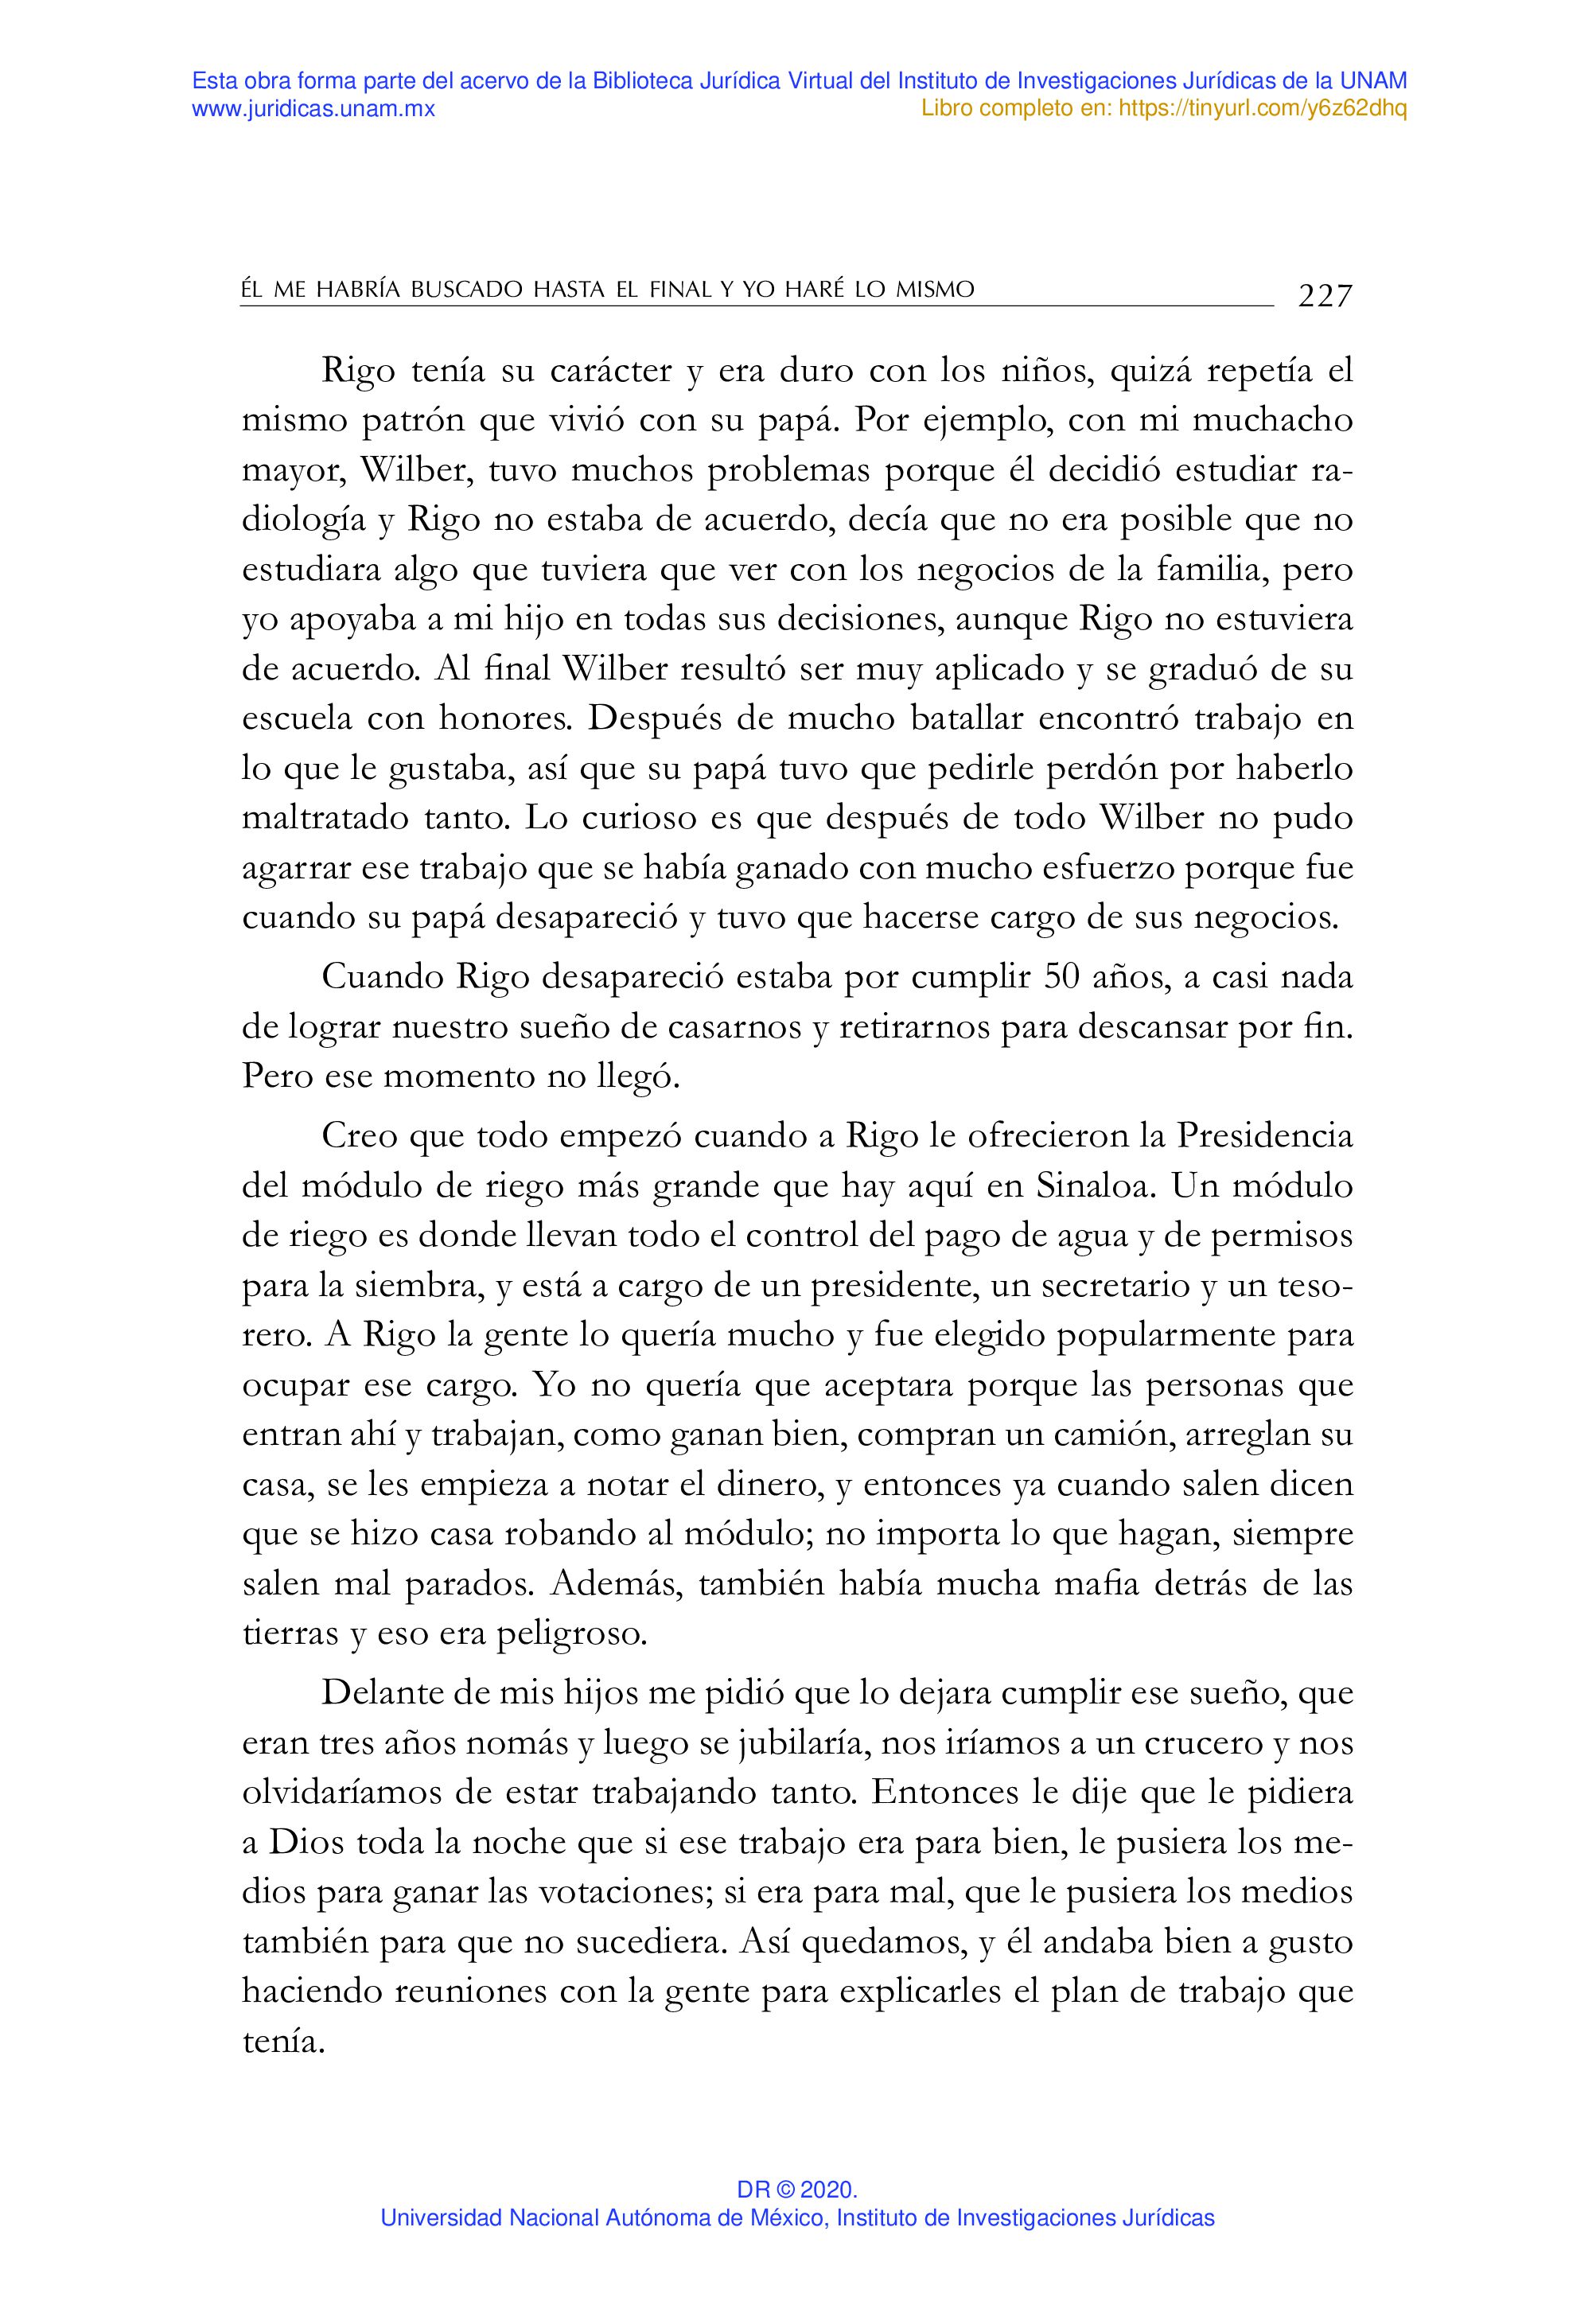 Esta obra forma parte del acervo de la Biblioteca Jurídica Virtual del Instituto de Investigaciones Jurídicas de la UNAM
www.juridicas.unam.mx
Libro completo en: https://tinyurl.com/y6z62dhq
ÉL ME HABRÍA BUSCADO HASTA EL FINAL Y YO HARÉ LO MISMO 227
Rigo tenía su carácter y era duro con los niños, quizá repetía el
mismo patrón que vivió con su papá. Por ejemplo, con mi muchacho
mayor, Wilber, tuvo muchos problemas porque él decidió estudiar ra-
diología y Rigo no estaba de acuerdo, decía que no era posible que no
estudiara algo que tuviera que ver con los negocios de la familia, pero
yo apoyaba a mi hijo en todas sus decisiones, aunque Rigo no estuviera
de acuerdo. Al final Wilber resultó ser muy aplicado y se graduó de su
escuela con honores. Después de mucho batallar encontró trabajo en
lo que le gustaba, así que su papá tuvo que pedirle perdón por haberlo
maltratado tanto. Lo curioso es que después de todo Wilber no pudo
agarrar ese trabajo que se había ganado con mucho esfuerzo porque fue
cuando su papá desapareció y tuvo que hacerse cargo de sus negocios.
Cuando Rigo desapareció estaba por cumplir 50 años, a casi nada
de lograr nuestro sueño de casarnos y retirarnos para descansar por fin.
Pero ese momento no llegó.
Creo que todo empezó cuando a Rigo le ofrecieron la Presidencia
del módulo de riego más grande que hay aquí en Sinaloa. Un módulo
de riego es donde llevan todo el control del pago de agua y de permisos
para la siembra, y está a cargo de un presidente, un secretario y un teso-
rero. A Rigo la gente lo quería mucho y fue elegido popularmente para
ocupar ese cargo. Yo no quería que aceptara porque las personas que
entran ahí y trabajan, como ganan bien, compran un camión, arreglan su
casa, se les empieza a notar el dinero, y entonces ya cuando salen dicen
que se hizo casa robando al módulo; no importa lo que hagan, siempre
salen mal parados. Además, también había mucha mafia detrás de las
tierras y eso era peligroso.
Delante de mis hijos me pidió que lo dejara cumplir ese sueño, que
eran tres años nomás y luego se jubilaría, nos iríamos a un crucero y nos
olvidaríamos de estar trabajando tanto. Entonces le dije que le pidiera
a Dios toda la noche que si ese trabajo era para bien, le pusiera los me-
dios para ganar las votaciones; si era para mal, que le pusiera los medios
también para que no sucediera. Así quedamos, y él andaba bien a gusto
haciendo reuniones con la gente para explicarles el plan de trabajo que
tenía.
DR © 2020.
Universidad Nacional Autónoma de México, Instituto de Investigaciones Jurídicas